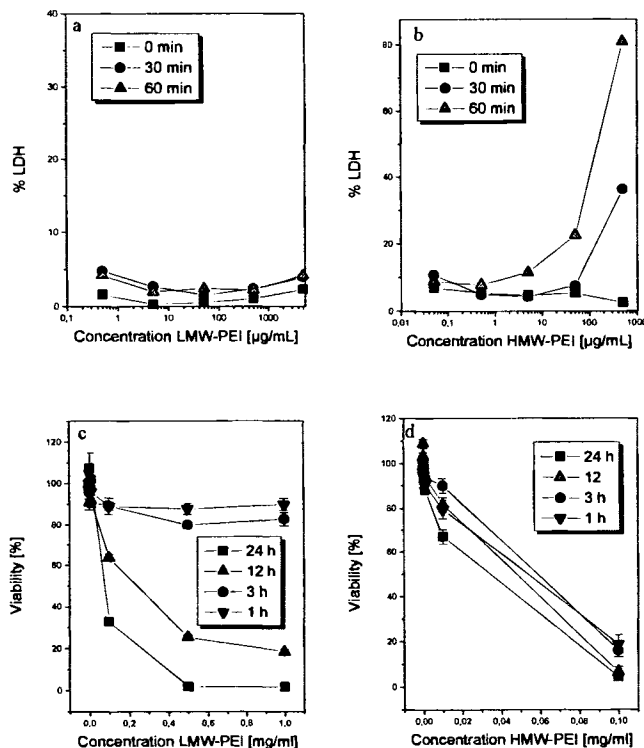 a
0 min
30 min
60 min
% LDH
40
30
20
10
0
0,1 1 10 100 1000
Concentration LMW-PEI [µg/mL]
b
0 min
30 min
60 min
% LDH
80
60
40
20
0
0,01 0,1 1 10 100 1000
Concentration HMW-PEI [µg/mL]
c
Viability [%]
120
100
80
60
40
20
0
24 h
12 h
3 h
1 h
0,0 0,2 0,4 0,6 0,8 1,0
Concentration LMW-PEI [mg/ml]
d
Viability [%]
120
100
80
60
40
20
0
24 h
12
3 h
1 h
0,00 0,02 0,04 0,06 0,08 0,10
Concentration HMW-PEI [mg/ml]